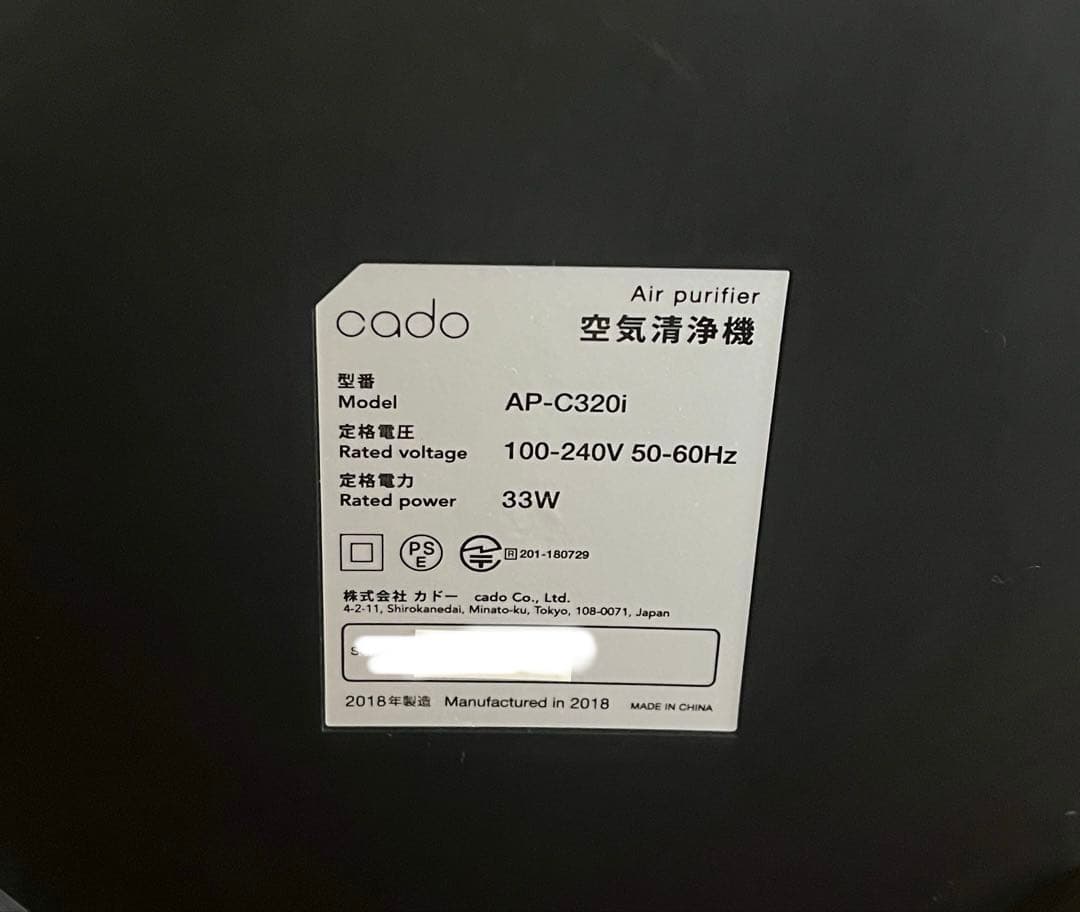 cado
Air purifier
空気清浄機
型番
Model AP-C320i
定格電圧
Rated voltage 100-240V 50-60Hz
定格電力
Rated power 33W
PS
E
R 201-180729
株式会社 カドー cado Co., Ltd.
4-2-11, Shirokanedai, Minato-ku, Tokyo, 108-0071, Japan
2018年製造 Manufactured in 2018 MADE IN CHINA